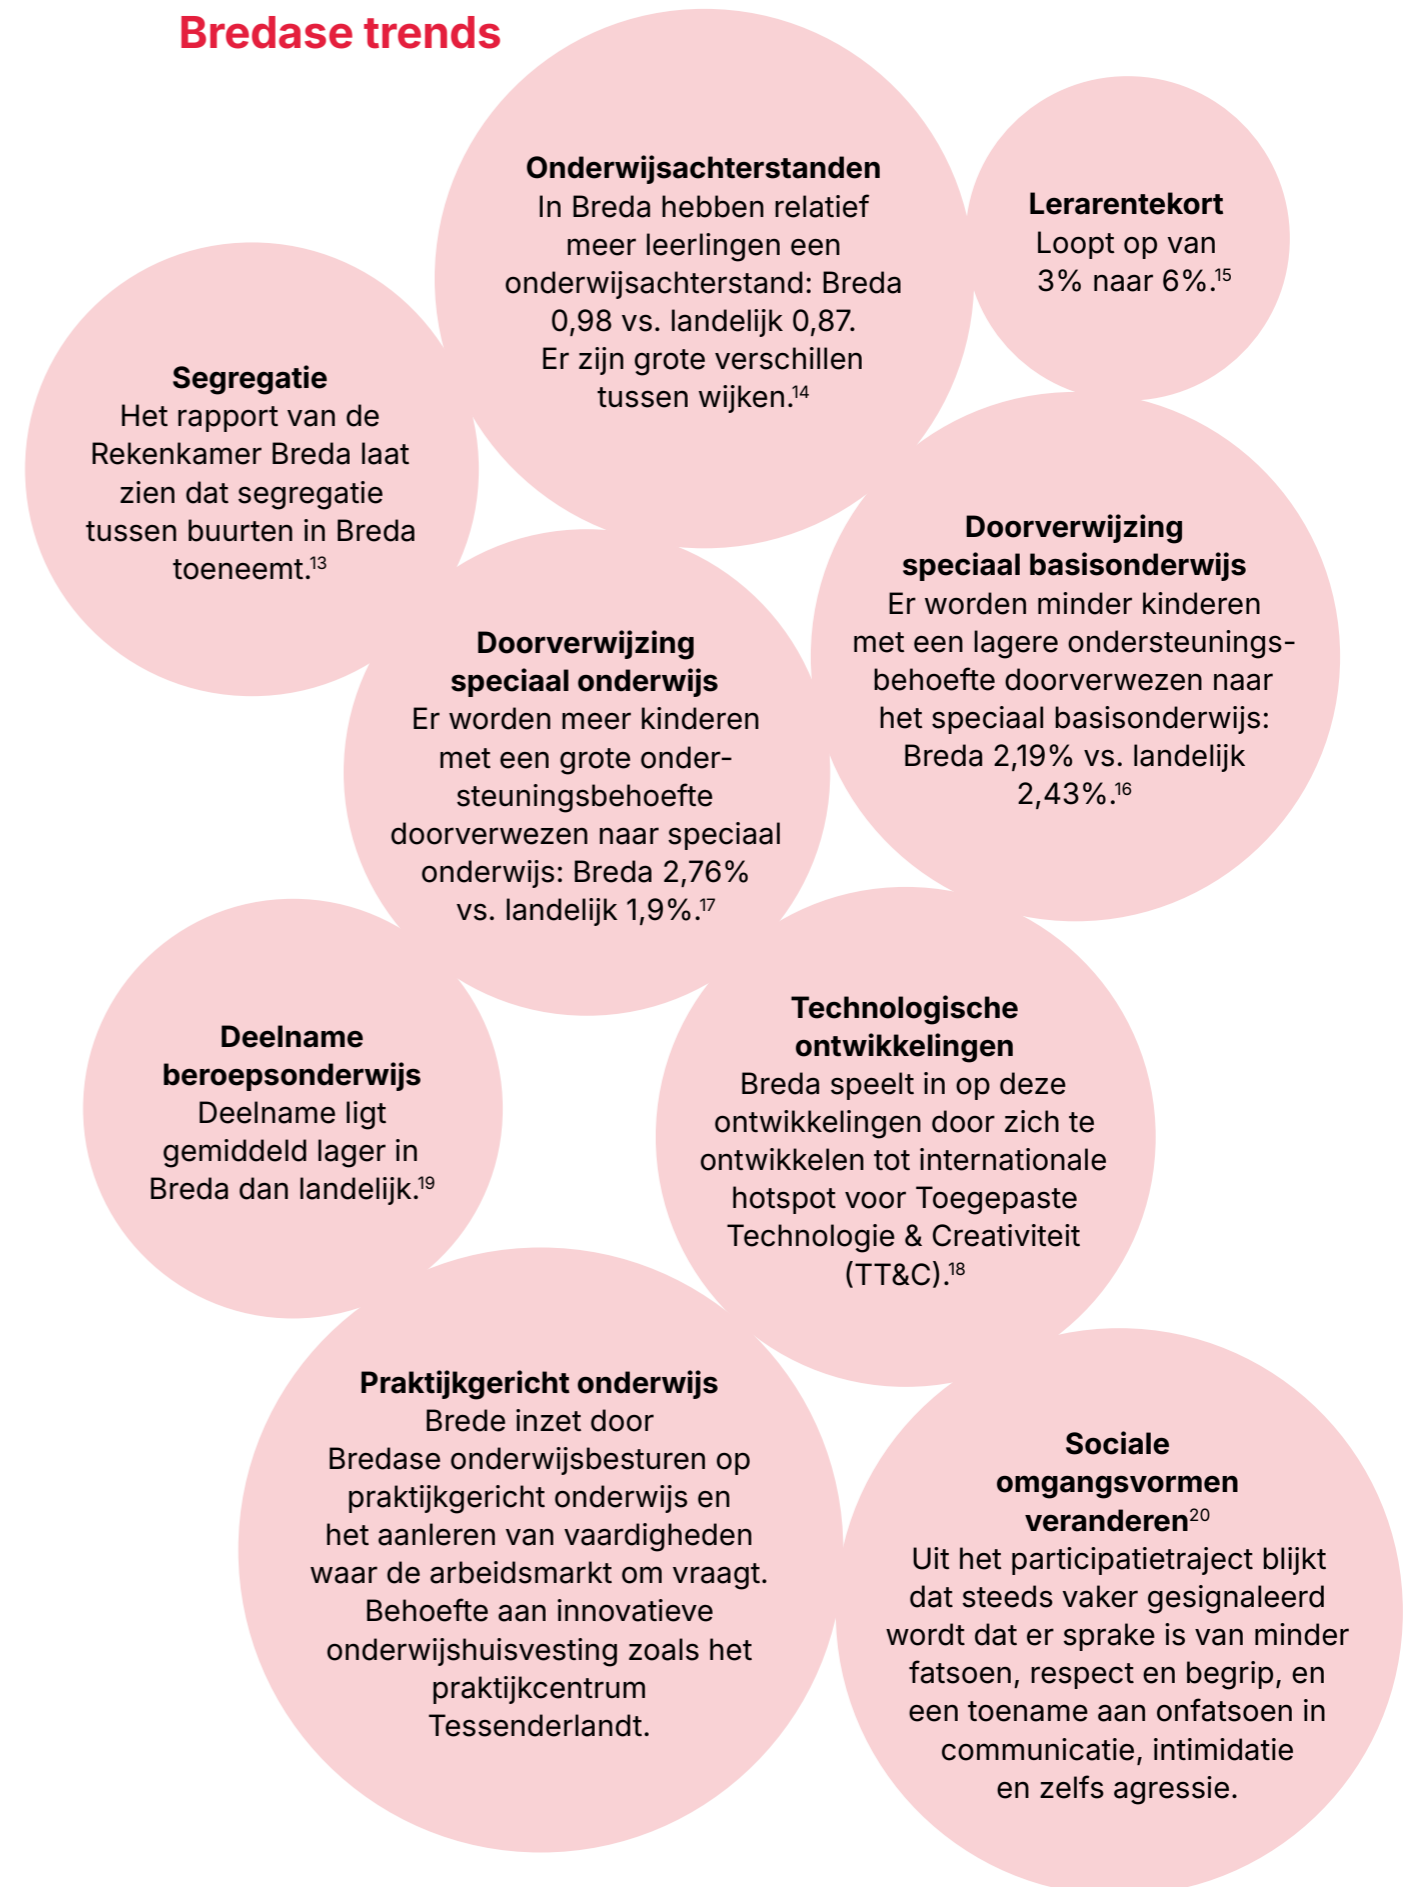 Bredase trends
Onderwijsachterstanden
In Breda hebben relatief
meer leerlingen een
onderwijsachterstand: Breda
0,98 vs. landelijk 0,87.
Er zijn grote verschillen
tussen wijken.14
Lerarentekort
Loopt op van
3% naar 6%.15
Segregatie
Het rapport van de
Rekenkamer Breda laat
zien dat segregatie
tussen buurten in Breda
toeneemt.13
Doorverwijzing
speciaal basisonderwijs
Er worden minder kinderen
met een lagere ondersteunings-
behoefte doorverwezen naar
het speciaal basisonderwijs:
Breda 2,19% vs. landelijk
2,43%.16
Doorverwijzing
speciaal onderwijs
Er worden meer kinderen
met een grote onder-
steuningsbehoefte
doorverwezen naar speciaal
onderwijs: Breda 2,76%
vs. landelijk 1,9%.17
Deelname
beroepsonderwijs
Deelname ligt
gemiddeld lager in
Breda dan landelijk.19
Technologische
ontwikkelingen
Breda speelt in op deze
ontwikkelingen door zich te
ontwikkelen tot internationale
hotspot voor Toegepaste
Technologie & Creativiteit
(TT&C).18
Praktijkgericht onderwijs
Brede inzet door
Bredase onderwijsbesturen op
praktijkgericht onderwijs en
het aanleren van vaardigheden
waar de arbeidsmarkt om vraagt.
Behoefte aan innovatieve
onderwijshuisvesting zoals het
praktijkcentrum
Tessenderlandt.
Sociale
omgangsvormen
veranderen20
Uit het participatietraject blijkt
dat steeds vaker gesignaleerd
wordt dat er sprake is van minder
fatsoen, respect en begrip, en
een toename aan onfatsoen in
communicatie, intimidatie
en zelfs agressie.